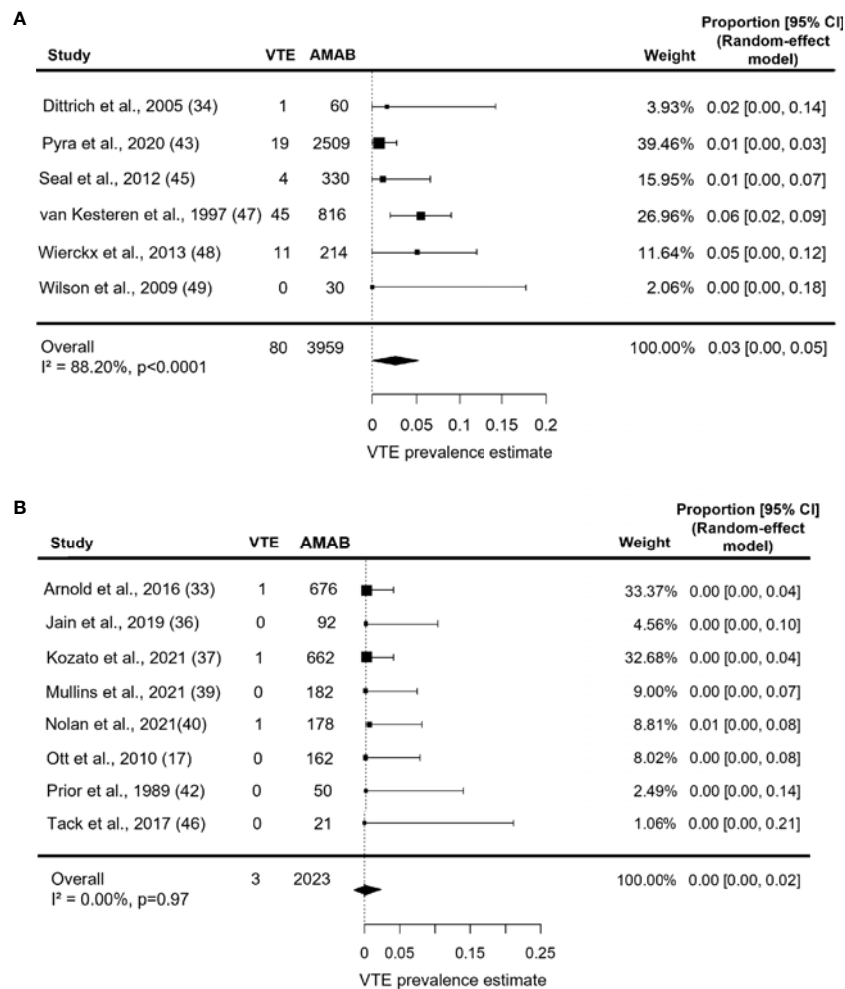 A
Proportion [95% CI]
(Random-effect
model)
Study VTE AMAB Weight
Dittrich et al., 2005 (34) 1 60 3.93% 0.02 [0.00, 0.14]
Pyra et al., 2020 (43) 19 2509 39.46% 0.01 [0.00, 0.03]
Seal et al., 2012 (45) 4 330 15.95% 0.01 [0.00, 0.07]
van Kesteren et al., 1997 (47) 45 816 26.96% 0.06 [0.02, 0.09]
Wierckx et al., 2013 (48) 11 214 11.64% 0.05 [0.00, 0.12]
Wilson et al., 2009 (49) 0 30 2.06% 0.00 [0.00, 0.18]
Overall 80 3959 100.00% 0.03 [0.00, 0.05]
I² = 88.20%, p<0.0001
0 0.05 0.1 0.15 0.2
VTE prevalence estimate
B
Proportion [95% CI]
(Random-effect
model)
Study VTE AMAB Weight
Arnold et al., 2016 (33) 1 676 33.37% 0.00 [0.00, 0.04]
Jain et al., 2019 (36) 0 92 4.56% 0.00 [0.00, 0.10]
Kozato et al., 2021 (37) 1 662 32.68% 0.00 [0.00, 0.04]
Mullins et al., 2021 (39) 0 182 9.00% 0.00 [0.00, 0.07]
Nolan et al., 2021(40) 1 178 8.81% 0.01 [0.00, 0.08]
Ott et al., 2010 (17) 0 162 8.02% 0.00 [0.00, 0.08]
Prior et al., 1989 (42) 0 50 2.49% 0.00 [0.00, 0.14]
Tack et al., 2017 (46) 0 21 1.06% 0.00 [0.00, 0.21]
Overall 3 2023 100.00% 0.00 [0.00, 0.02]
I² = 0.00%, p=0.97
0 0.05 0.15 0.25
VTE prevalence estimate